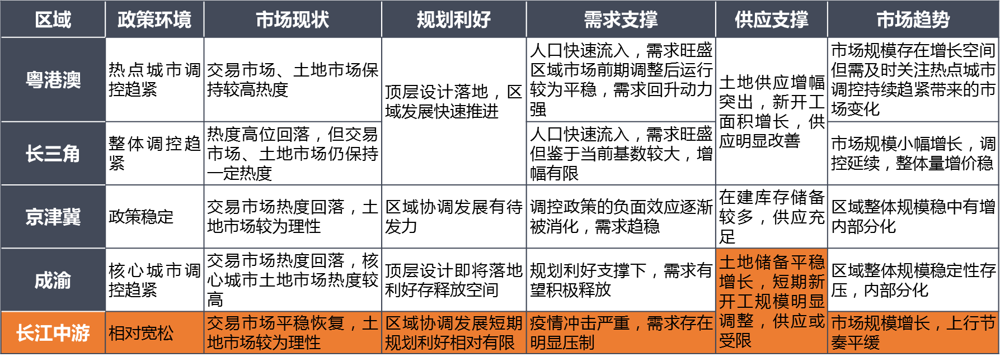 区域
政策环境
市场现状
规划利好
需求支撑
供应支撑
市场趋势
粤港澳
热点城市调
控趋紧
交易市场、土地市场保
持较高热度
顶层设计落地，区
域发展快速推进
人口快速流入，需求旺盛
区域市场前期调整后运行
较为平稳，需求回升动力
强
土地供应增幅
突出，新开工
面积增长，供
应明显改善
市场规模存在增长空间
但需及时关注热点城市
调控持续趋紧带来的市
场变化
长三角
整体调控趋
紧
热度高位回落，但交易
市场、土地市场仍保持
一定热度
人口快速流入，需求旺盛
但鉴于当前基数较大，增
幅有限
市场规模小幅增长，调
控延续，整体量增价稳
京津冀
政策稳定
交易市场热度回落，土
地市场较为理性
区域协调发展有待
发力
调控政策的负面效应逐渐
被消化，需求趋稳
在建库存储备
较多，供应充
足
区域整体规模稳中有增
内部分化
成渝
核心城市调
控趋紧
交易市场热度回落，核
心城市土地市场热度较
高
顶层设计即将落地
利好存释放空间
规划利好支撑下，需求有
望积极释放
土地储备平稳
增长，短期新
开工规模明显
调整，供应或
受限
区域整体规模稳定性存
压，内部分化
长江中游
相对宽松
交易市场平稳恢复，土
地市场较为理性
区域协调发展短期
规划利好相对有限
疫情冲击严重，需求存在
明显压制
市场规模增长，上行节
奏平缓